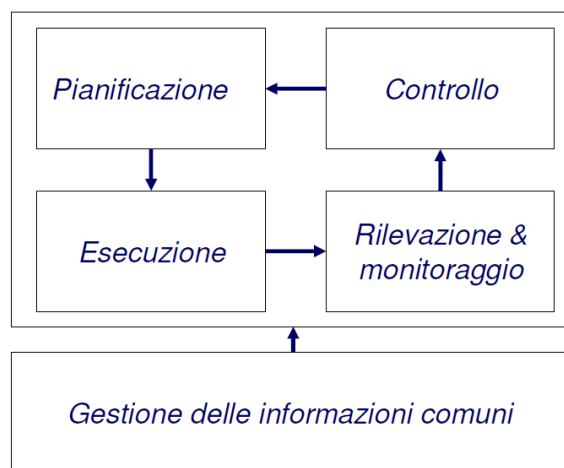 Pianificazione
Controllo
Esecuzione
Rilevazione &
monitoraggio
Gestione delle informazioni comuni